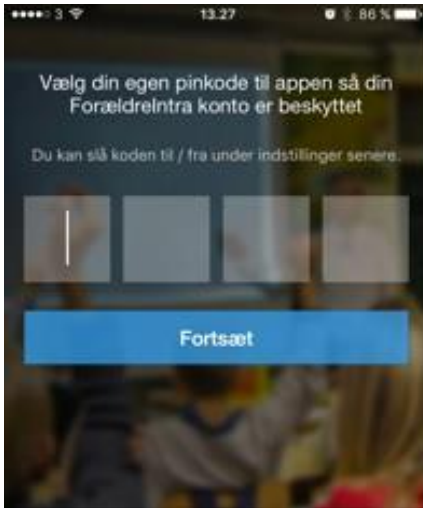 3 13.27 86 %
Vælg din egen pinkode til appen så din
ForældreIntra konto er beskyttet
Du kan slå koden til / fra under indstillinger senere.
Fortsæt